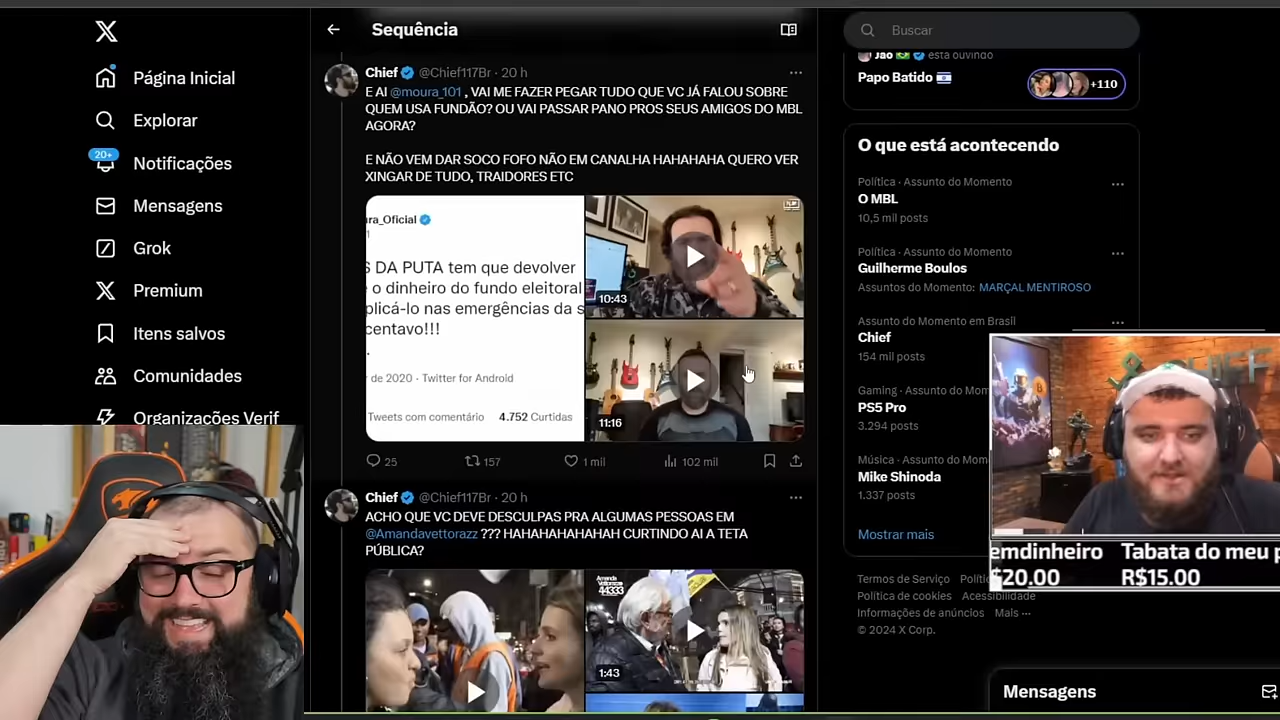 Página Inicial
Explorar
20+
Notificações
Mensagens
Grok
Premium
Itens salvos
Comunidades
Organizações Verif
Sequência
Chief @Chief117Br · 20 h
E AI @moura_101 , VAI ME FAZER PEGAR TUDO QUE VC JÁ FALOU SOBRE
QUEM USA FUNDÃO? OU VAI PASSAR PANO PROS SEUS AMIGOS DO MBL
AGORA?
E NÃO VEM DAR SOCO FOFO NÃO EM CANALHA HAHAHAHA QUERO VER
XINGAR DE TUDO, TRAIDORES ETC
ra_Oficial
DA PUTA tem que devolver
o dinheiro do fundo eleitoral
plicá-lo nas emergências da s
centavo!!!
de 2020 · Twitter for Android
Tweets com comentário 4.752 Curtidas
10:43
11:16
25 157 1 mil 102 mil
Chief @Chief117Br · 20 h
ACHO QUE VC DEVE DESCULPAS PRA ALGUMAS PESSOAS EM
@Amandavettorazz ??? HAHAHAHAHAHAH CURTINDO AI A TETA
PÚBLICA?
Amanda
Vettorazzo
44333
1:43
Buscar
Jão está ouvindo
Papo Batido
+110
O que está acontecendo
Política · Assunto do Momento
O MBL
10,5 mil posts
Política · Assunto do Momento
Guilherme Boulos
Assuntos do Momento: MARÇAL MENTIROSO
Assunto do Momento em Brasil
Chief
154 mil posts
Gaming · Assunto do Mom
PS5 Pro
3.294 posts
Música · Assunto do Mom
Mike Shinoda
1.337 posts
Mostrar mais
CHIEF
emdinheiro Tabata do meu p
$20.00 R$15.00
Termos de Serviço Polític
Política de cookies Acessibilidade
Informações de anúncios Mais ···
© 2024 X Corp.
Mensagens